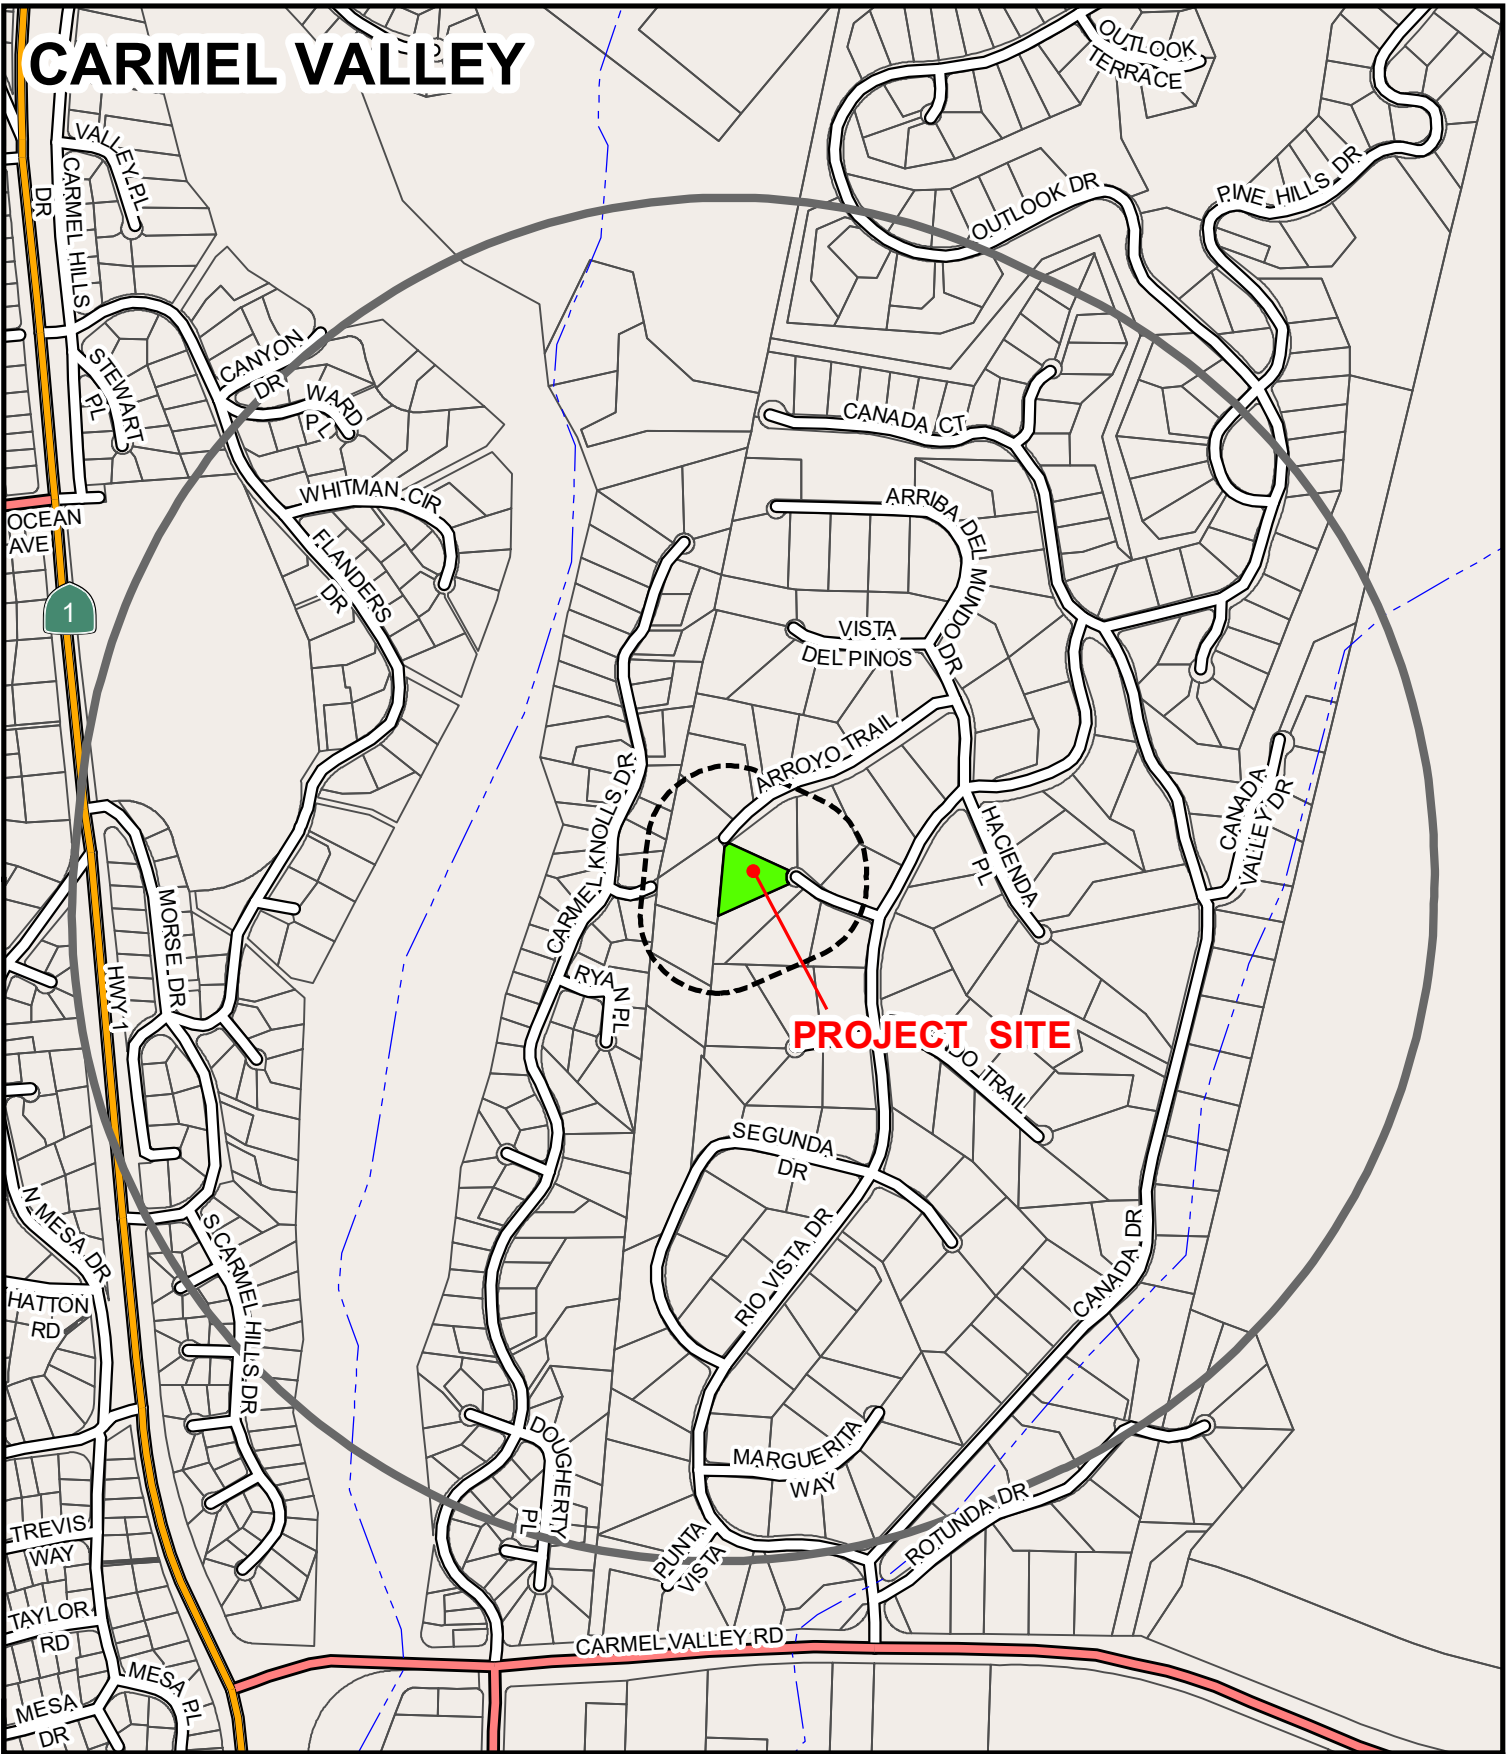 CARMEL VALLEY
OUTLOOK
TERRACE
VALLEY PL
CARMEL HILLS
DR
PINE HILLS DR
OUTLOOK DR
STEWART
PL
CANYON
DR
WARD
PL
CANADA CT
WHITMAN CIR
ARRIBA DEL MUNDO DR
OCEAN
AVE
FLANDERS
DR
1
VISTA
DEL PINOS
ARROYO TRAIL
CARMEL KNOLLS DR
CANADA
VALLEY DR
HACIENDA
PL
MORSE DR
HWY 1
RYAN PL
PROJECT SITE
TRAIL
SEGUNDA
DR
N MESA DR
S CARMEL HILLS DR
RIO VISTA DR
CANADA DR
HATTON
RD
DOUGHERTY
PL
MARGUERITA
WAY
ROTUNDA DR
PUNTA
VISTA
TREVIS
WAY
TAYLOR
RD
CARMEL VALLEY RD
MESA PL
MESA
DR